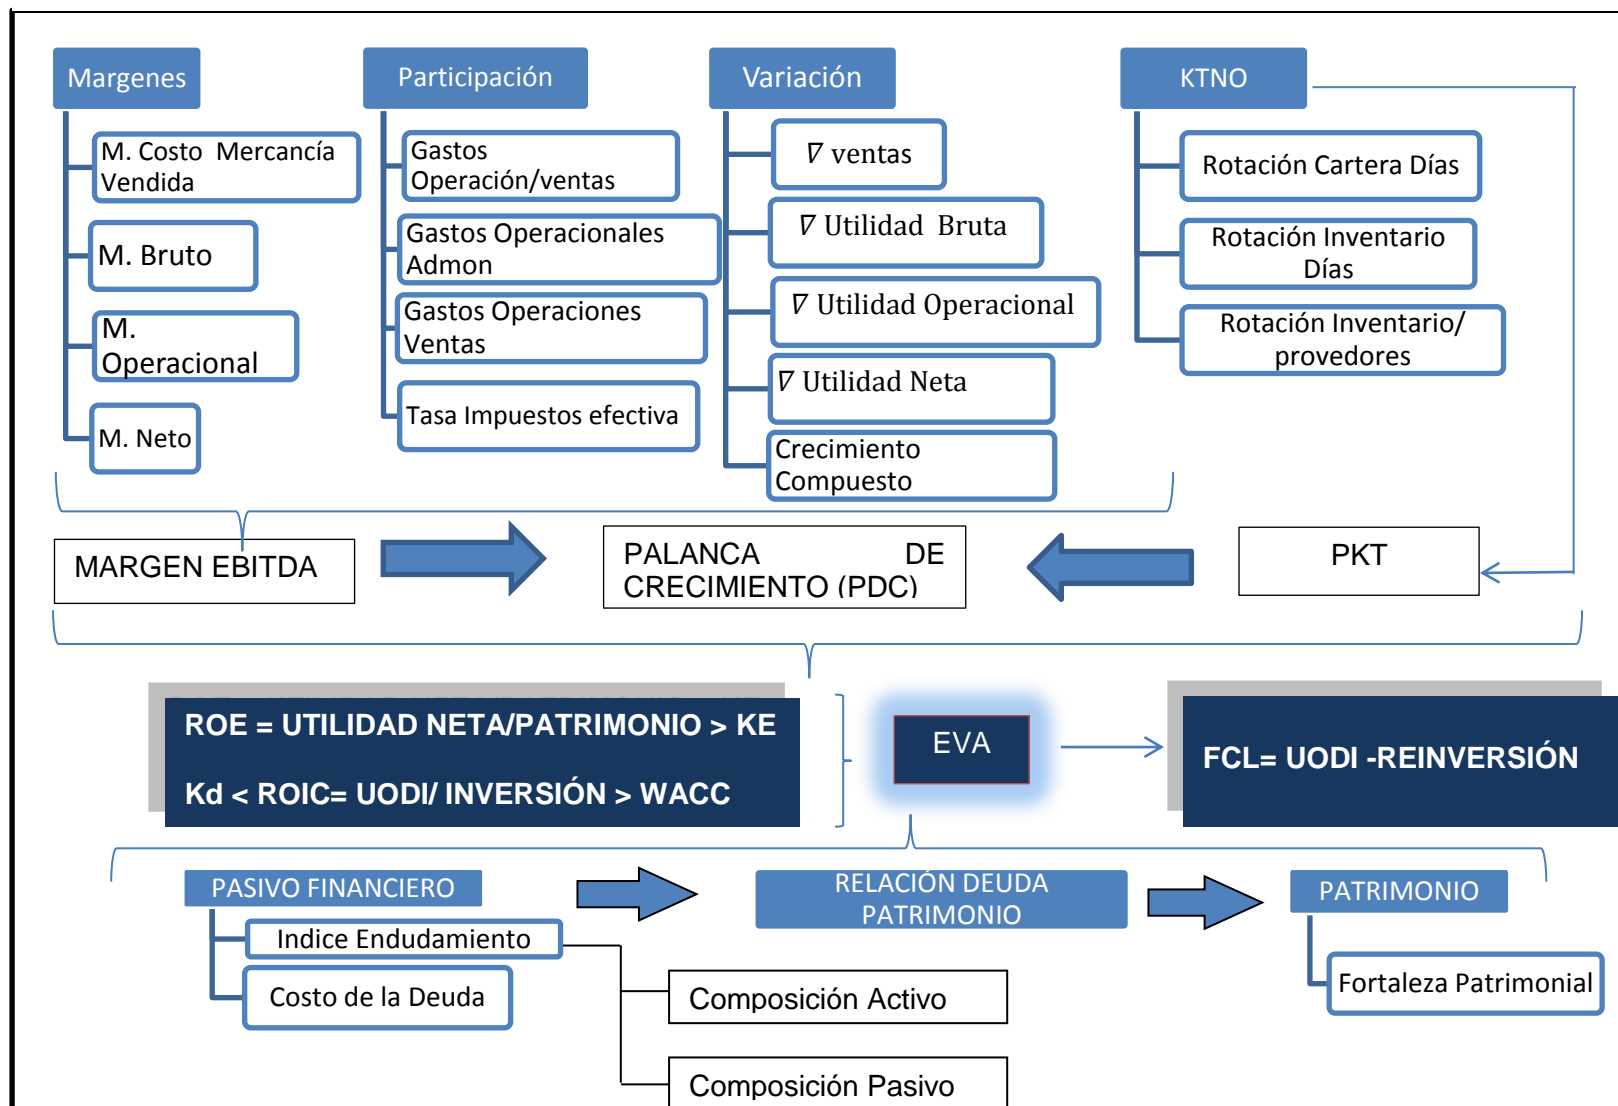 Margenes
M. Costo Mercancía
Vendida
M. Bruto
M.
Operacional
M. Neto
Participación
Gastos
Operación/ventas
Gastos Operacionales
Admon
Gastos Operaciones
Ventas
Tasa Impuestos efectiva
Variación
∇ ventas
∇ Utilidad Bruta
∇ Utilidad Operacional
∇ Utilidad Neta
Crecimiento
Compuesto
KTNO
Rotación Cartera Días
Rotación Inventario
Días
Rotación Inventario/
provedores
MARGEN EBITDA
PALANCA DE
CRECIMIENTO (PDC)
PKT
ROE = UTILIDAD NETA/PATRIMONIO > KE
Kd < ROIC= UODI/ INVERSIÓN > WACC
EVA
FCL= UODI -REINVERSIÓN
PASIVO FINANCIERO
Indice Endudamiento
Costo de la Deuda
Composición Activo
Composición Pasivo
RELACIÓN DEUDA
PATRIMONIO
PATRIMONIO
Fortaleza Patrimonial